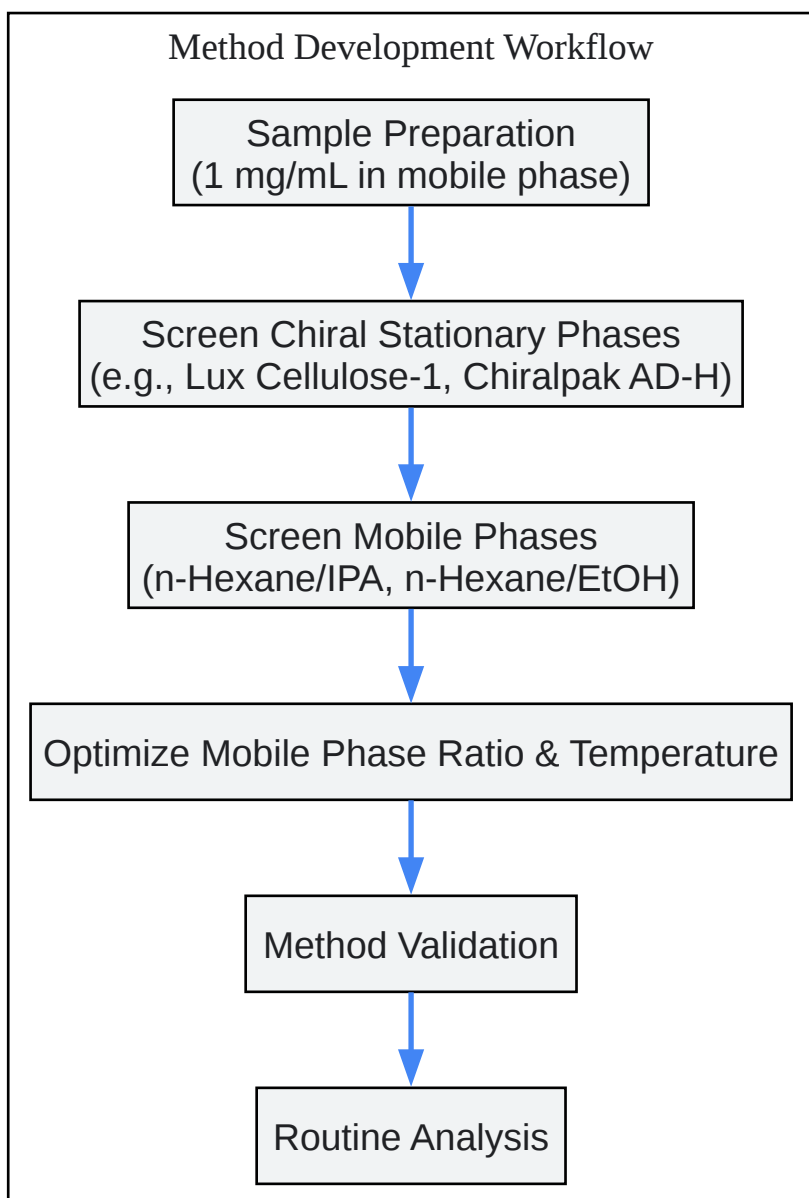 Method Development Workflow
Sample Preparation
(1 mg/mL in mobile phase)
Screen Chiral Stationary Phases
(e.g., Lux Cellulose-1, Chiralpak AD-H)
Screen Mobile Phases
(n-Hexane/IPA, n-Hexane/EtOH)
Optimize Mobile Phase Ratio & Temperature
Method Validation
Routine Analysis